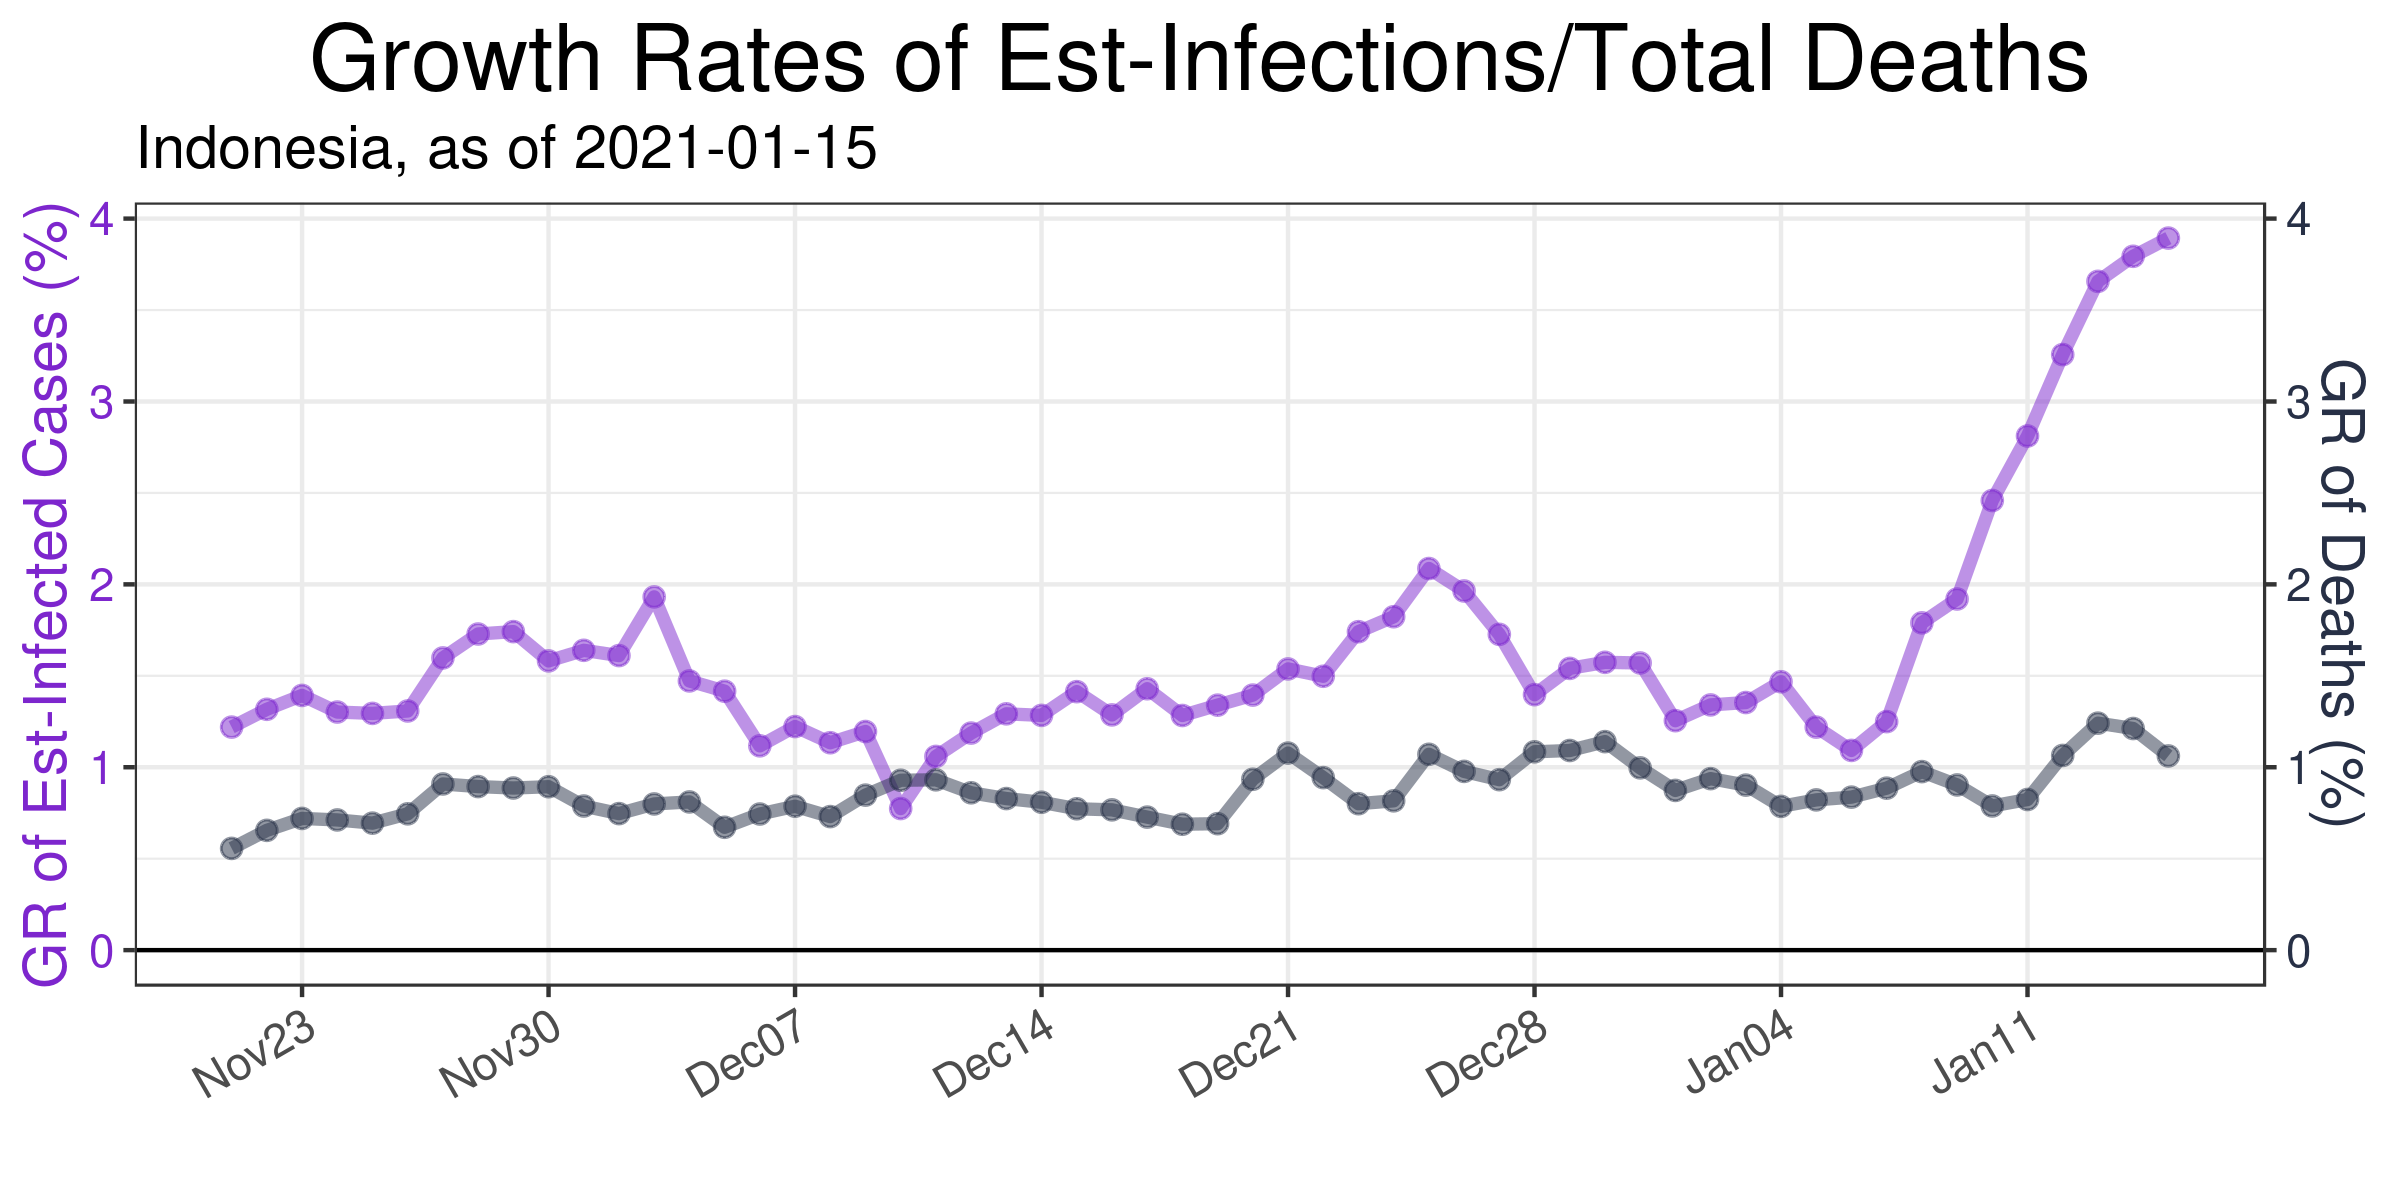 Growth Rates of Est-Infections/Total Deaths
Indonesia, as of 2021-01-15
GR of Est-Infected Cases (%)
4
3
2
1
0
4
3
2
1
0
GR of Deaths (%)
Nov23
Nov30
Dec07
Dec14
Dec21
Dec28
Jan04
Jan11